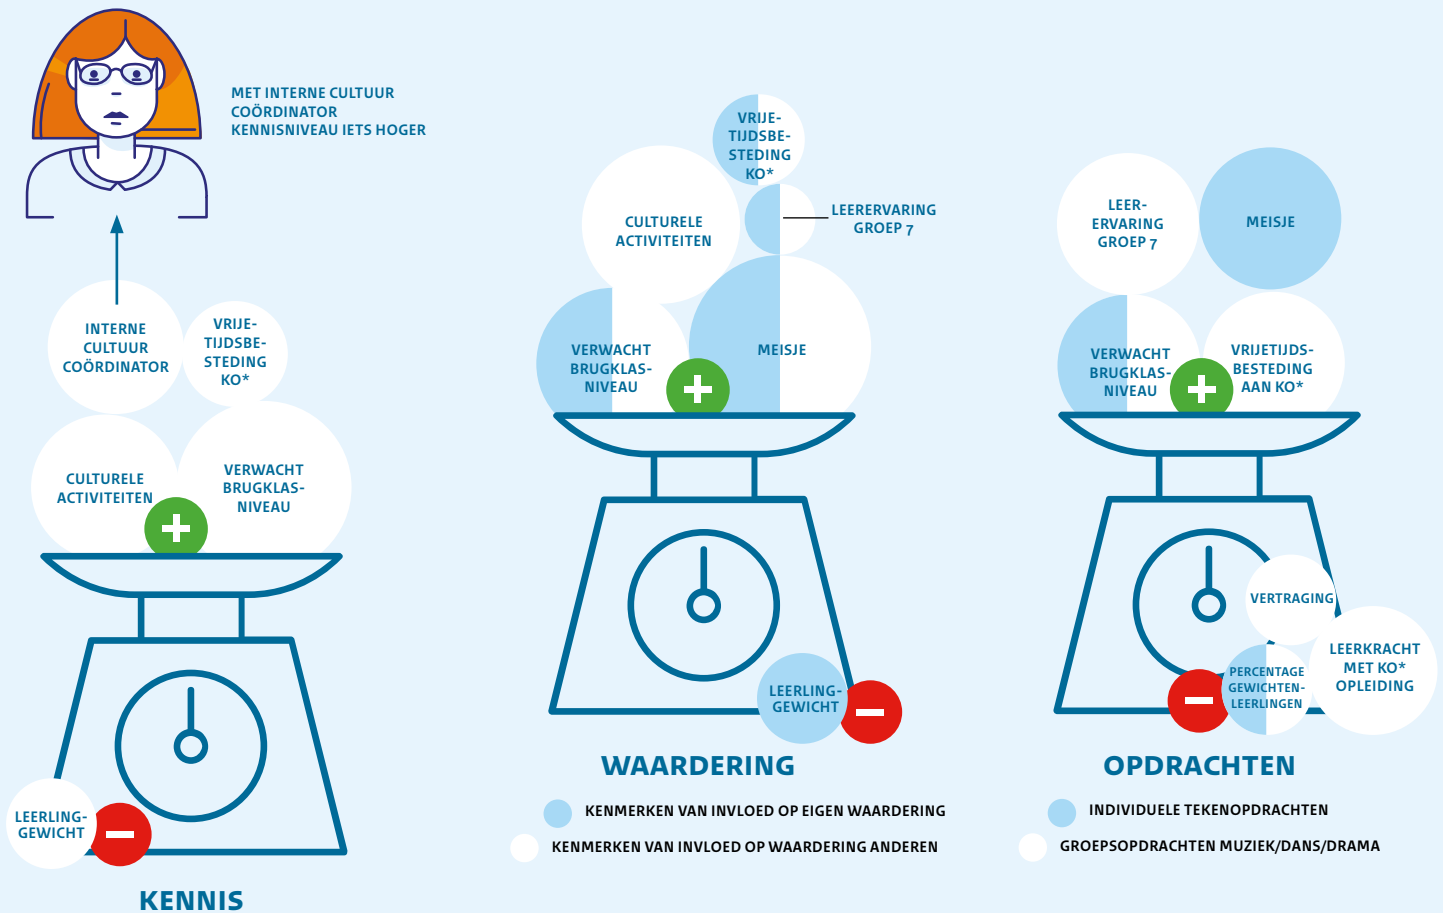 MET INTERNE CULTUUR
COÖRDINATOR
KENNISNIVEAU IETS HOGER
INTERNE
CULTUUR
COÖRDINATOR
VRIJE-
TIJDSBE-
STEDING
KO*
CULTURELE
ACTIVITEITEN
VERWACHT
BRUGKLAS-
NIVEAU
LEERLING-
GEWICHT
KENNIS
VRIJE-
TIJDSBE-
STEDING
KO*
CULTURELE
ACTIVITEITEN
LEERERVARING
GROEP 7
VERWACHT
BRUGKLAS-
NIVEAU
MEISJE
LEERLING-
GEWICHT
WAARDERING
KENMERKEN VAN INVLOED OP EIGEN WAARDERING
KENMERKEN VAN INVLOED OP WAARDERING ANDEREN
LEER-
ERVARING
GROEP 7
MEISJE
VERWACHT
BRUGKLAS-
NIVEAU
VRIJETIJDS-
BESTEDING
AAN KO*
VERTRAGING
LEERKRACHT
MET KO*
OPLEIDING
PERCENTAGE
GEWICHTEN-
LEERLINGEN
OPDRACHTEN
INDIVIDUELE TEKENOPDRACHTEN
GROEPSOPDRACHTEN MUZIEK/DANS/DRAMA